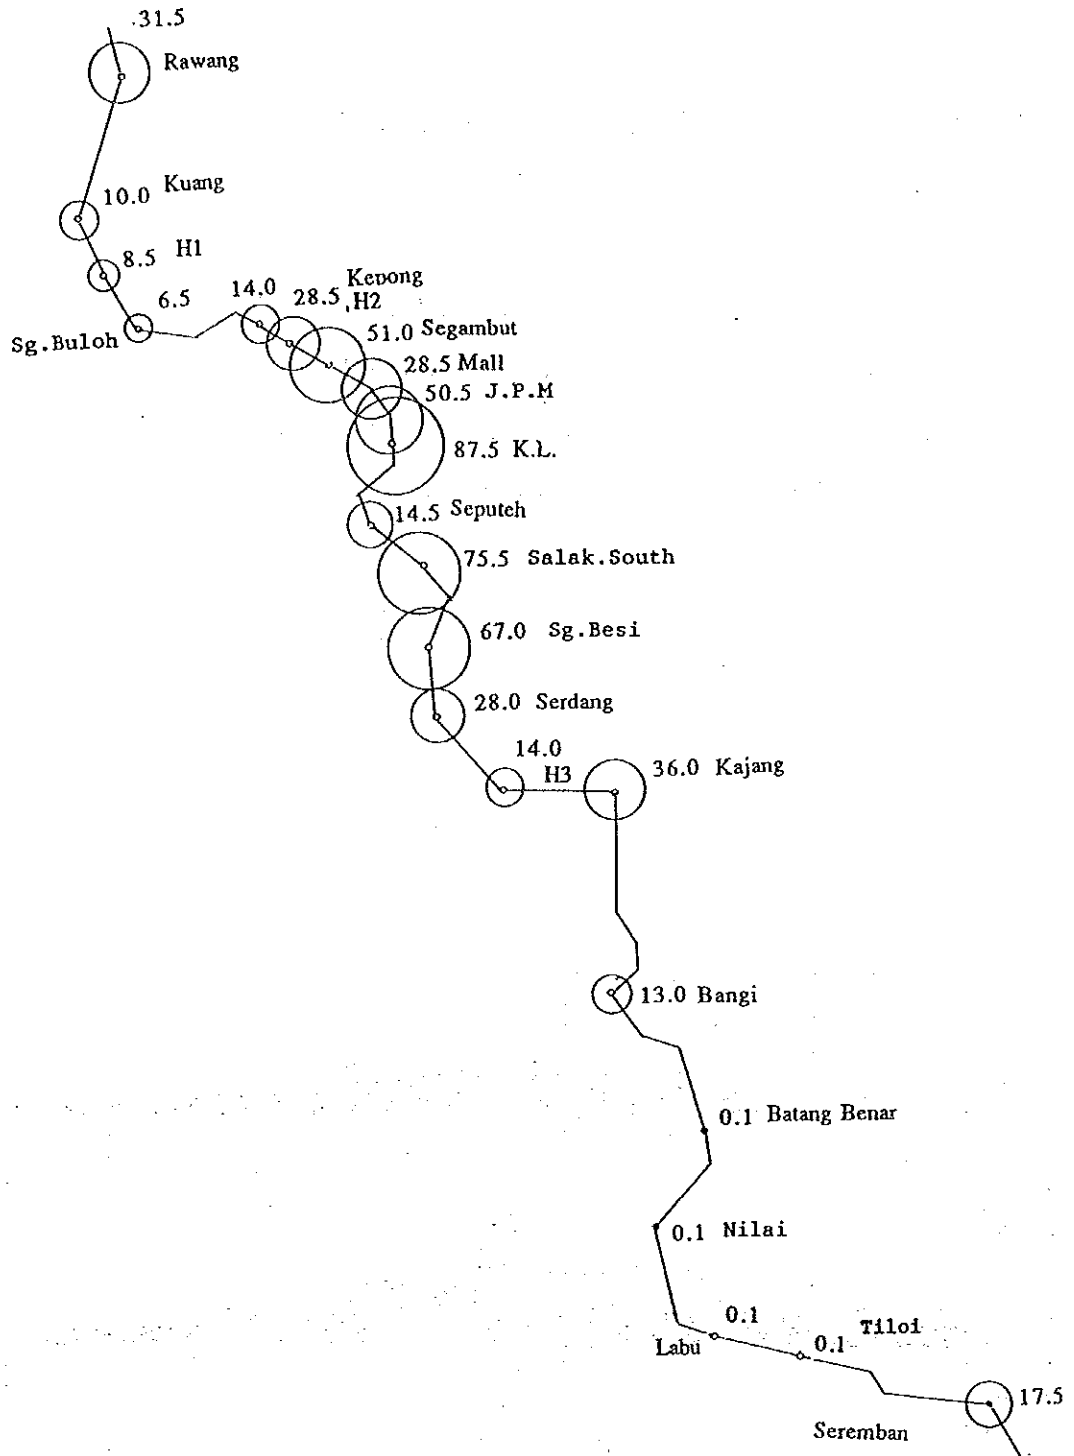 31.5
Rawang
10.0 Kuang
8.5 H1
6.5
Sg.Buloh
14.0
28.5 Kepong
H2
51.0 Segambut
28.5 Mall
50.5 J.P.M
87.5 K.L.
14.5 Seputeh
75.5 Salak.South
67.0 Sg.Besi
28.0 Serdang
14.0
H3
36.0 Kajang
13.0 Bangi
0.1 Batang Benar
0.1 Nilai
0.1
Labu
0.1 Tiloi
17.5
Seremban